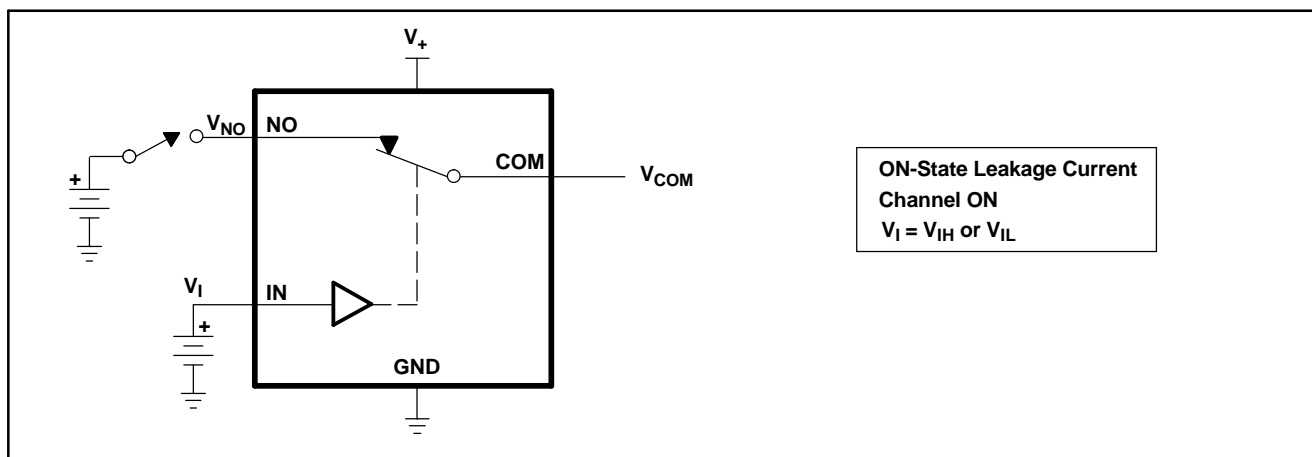 V+
VNO NO
COM
VCOM
+
VI IN
+
GND
ON-State Leakage Current
Channel ON
VI = VIH or VIL